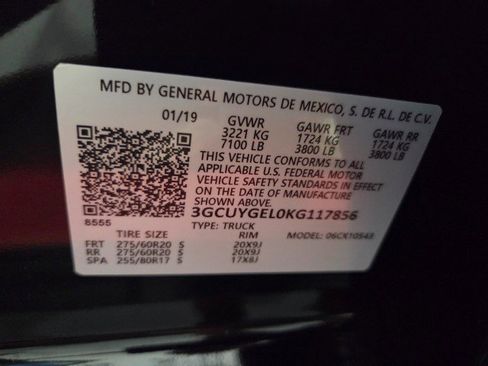 MFD BY GENERAL MOTORS DE MEXICO, S. DE R.L. DE C.V.
01/19 GVWR GAWR FRT GAWR RR
3221 KG 1724 KG 1724 KG
7100 LB 3800 LB 3800 LB
THIS VEHICLE CONFORMS TO ALL
APPLICABLE U.S. FEDERAL MOTOR
VEHICLE SAFETY STANDARDS IN EFFECT
ON THE DATE OF MANUFACTURE
SHOWN ABOVE.
3GCUYGEL0KG117856
8555 TYPE: TRUCK MODEL: 06CK10543
TIRE SIZE RIM
FRT 275/60R20 S 20X9J
RR 275/60R20 S 20X9J
SPA 255/80R17 S 17X8J